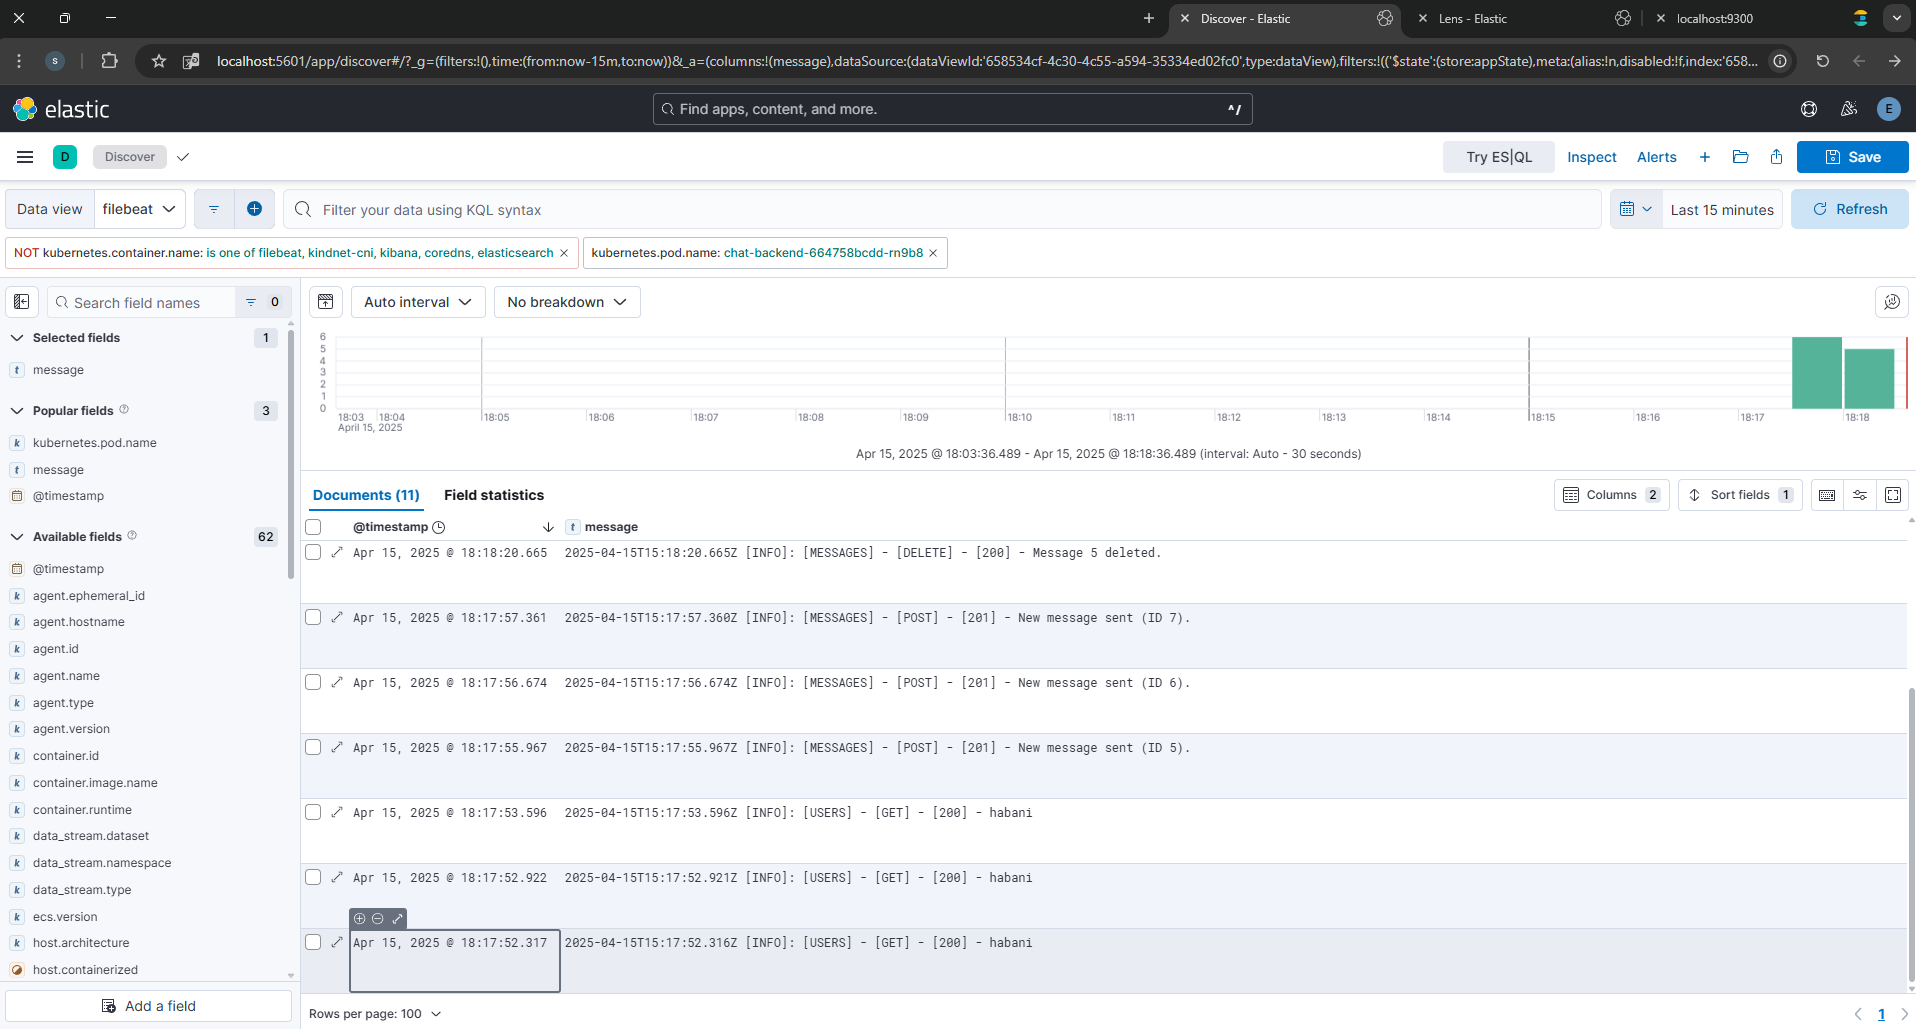 Discover - Elastic
Lens - Elastic
localhost:9300
S
localhost:5601/app/discover#/?_g=(filters:!(),time:(from:now-15m,to:now))&_a=(columns:!(message),dataSource:(dataViewId:'658534cf-4c30-4c55-a594-35334ed02fc0',type:dataView),filters:!(('$state':(store:appState),meta:(alias:!n,disabled:!f,index:'658...
elastic
Find apps, content, and more.
^/
E
D
Discover
Try ES|QL
Inspect
Alerts
Save
Data view
filebeat
Filter your data using KQL syntax
Last 15 minutes
Refresh
NOT kubernetes.container.name: is one of filebeat, kindnet-cni, kibana, coredns, elasticsearch
kubernetes.pod.name: chat-backend-664758bcdd-rn9b8
Search field names
0
Selected fields
1
t message
Popular fields
3
k kubernetes.pod.name
t message
@timestamp
Available fields
62
@timestamp
k agent.ephemeral_id
k agent.hostname
k agent.id
k agent.name
k agent.type
k agent.version
k container.id
k container.image.name
k container.runtime
k data_stream.dataset
k data_stream.namespace
k data_stream.type
k ecs.version
k host.architecture
host.containerized
Add a field
Auto interval
No breakdown
6
5
4
3
2
1
0
18:03 18:04 18:05 18:06 18:07 18:08 18:09 18:10 18:11 18:12 18:13 18:14 18:15 18:16 18:17 18:18
April 15, 2025
Apr 15, 2025 @ 18:03:36.489 - Apr 15, 2025 @ 18:18:36.489 (interval: Auto - 30 seconds)
Documents (11)
Field statistics
Columns 2
Sort fields 1
@timestamp
t message
Apr 15, 2025 @ 18:18:20.665 2025-04-15T15:18:20.665Z [INFO]: [MESSAGES] - [DELETE] - [200] - Message 5 deleted.
Apr 15, 2025 @ 18:17:57.361 2025-04-15T15:17:57.360Z [INFO]: [MESSAGES] - [POST] - [201] - New message sent (ID 7).
Apr 15, 2025 @ 18:17:56.674 2025-04-15T15:17:56.674Z [INFO]: [MESSAGES] - [POST] - [201] - New message sent (ID 6).
Apr 15, 2025 @ 18:17:55.967 2025-04-15T15:17:55.967Z [INFO]: [MESSAGES] - [POST] - [201] - New message sent (ID 5).
Apr 15, 2025 @ 18:17:53.596 2025-04-15T15:17:53.596Z [INFO]: [USERS] - [GET] - [200] - habani
Apr 15, 2025 @ 18:17:52.922 2025-04-15T15:17:52.921Z [INFO]: [USERS] - [GET] - [200] - habani
Apr 15, 2025 @ 18:17:52.317 2025-04-15T15:17:52.316Z [INFO]: [USERS] - [GET] - [200] - habani
Rows per page: 100
1